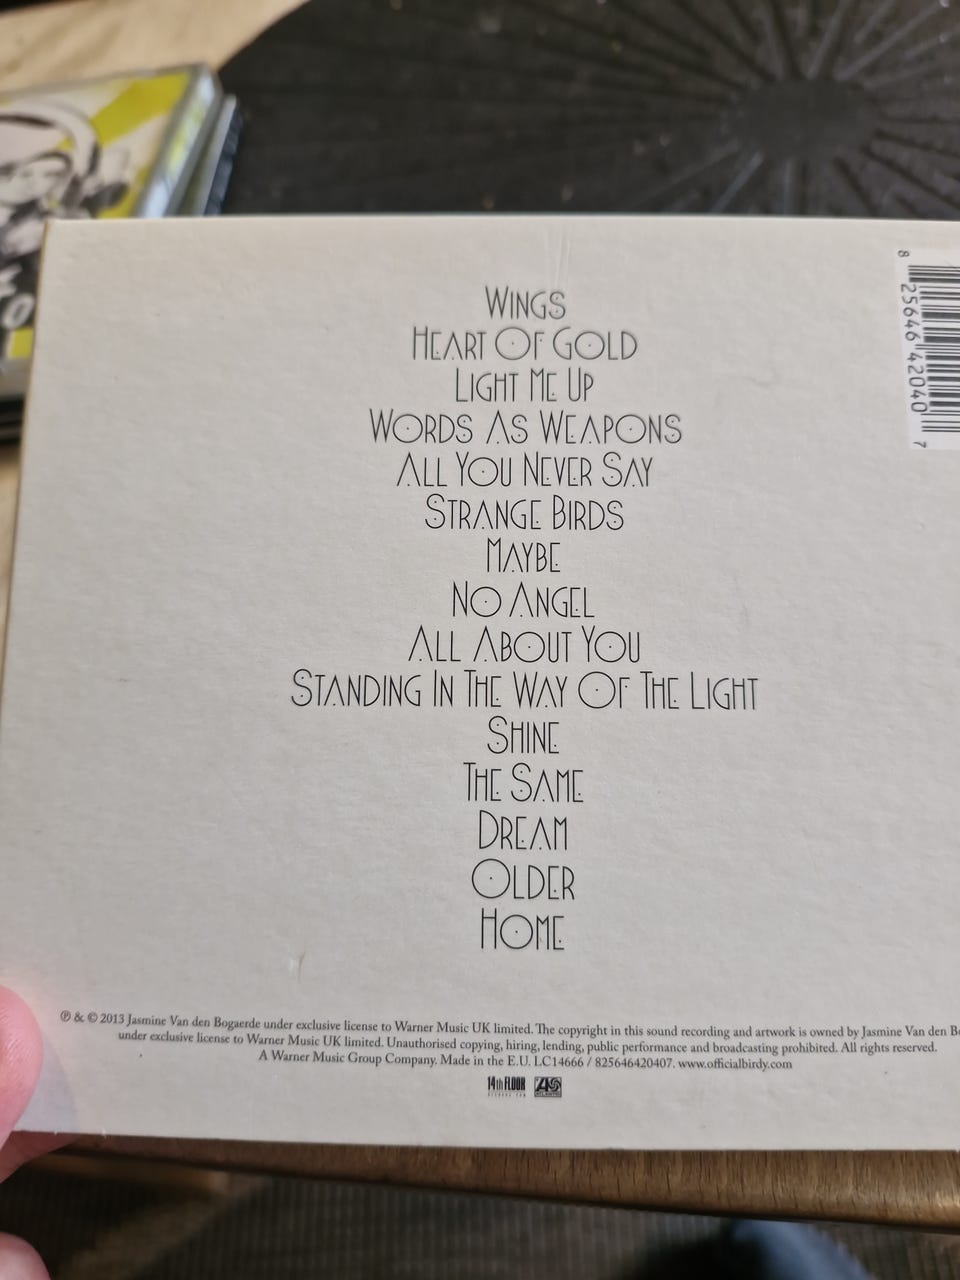 WINGS
HEART OF GOLD
LIGHT ME UP
WORDS AS WEAPONS
ALL YOU NEVER SAY
STRANGE BIRDS
MAYBE
NO ANGEL
ALL ABOUT YOU
STANDING IN THE WAY OF THE LIGHT
SHINE
THE SAME
DREAM
OLDER
HOME
8 25646 42040 7
℗ & © 2013 Jasmine Van den Bogaerde under exclusive license to Warner Music UK limited. The copyright in this sound recording and artwork is owned by Jasmine Van den
under exclusive license to Warner Music UK limited. Unauthorised copying, hiring, lending, public performance and broadcasting prohibited. All rights reserved.
A Warner Music Group Company. Made in the E.U. LC14666 / 825646420407. www.officialbirdy.com
14th FLOOR
RECORDS.COM
ATLANTIC